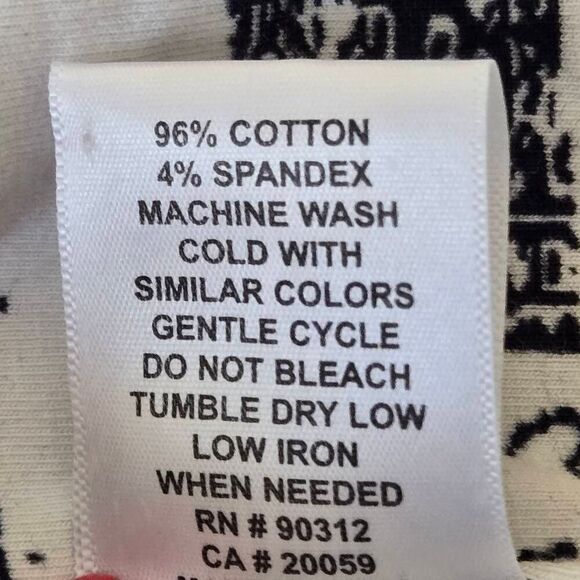 96% COTTON
4% SPANDEX
MACHINE WASH
COLD WITH
SIMILAR COLORS
GENTLE CYCLE
DO NOT BLEACH
TUMBLE DRY LOW
LOW IRON
WHEN NEEDED
RN # 90312
CA # 20059